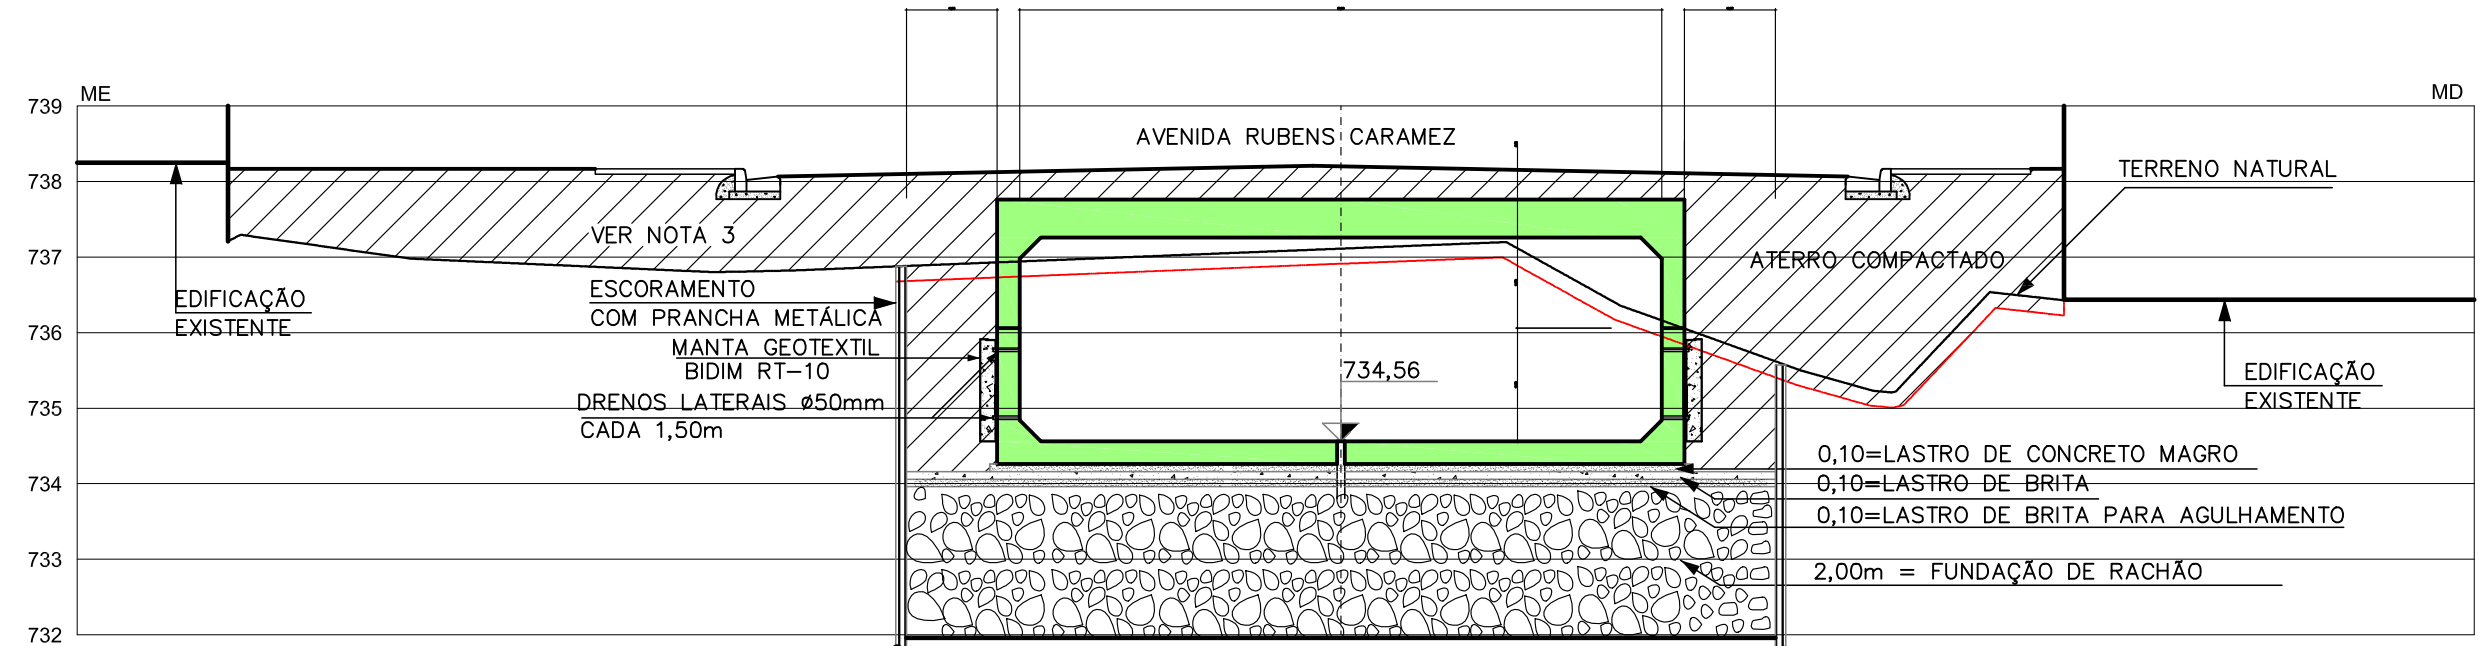 ME
MD
739
AVENIDA RUBENS CARAMEZ
TERRENO NATURAL
738
VER NOTA 3
737
ATERRO COMPACTADO
EDIFICAÇÃO
EXISTENTE
ESCORAMENTO
COM PRANCHA METÁLICA
736
MANTA GEOTEXTIL
BIDIM RT-10
734,56
EDIFICAÇÃO
EXISTENTE
735
DRENOS LATERAIS ø50mm
CADA 1,50m
0,10=LASTRO DE CONCRETO MAGRO
734
0,10=LASTRO DE BRITA
0,10=LASTRO DE BRITA PARA AGULHAMENTO
733
2,00m = FUNDAÇÃO DE RACHÃO
732